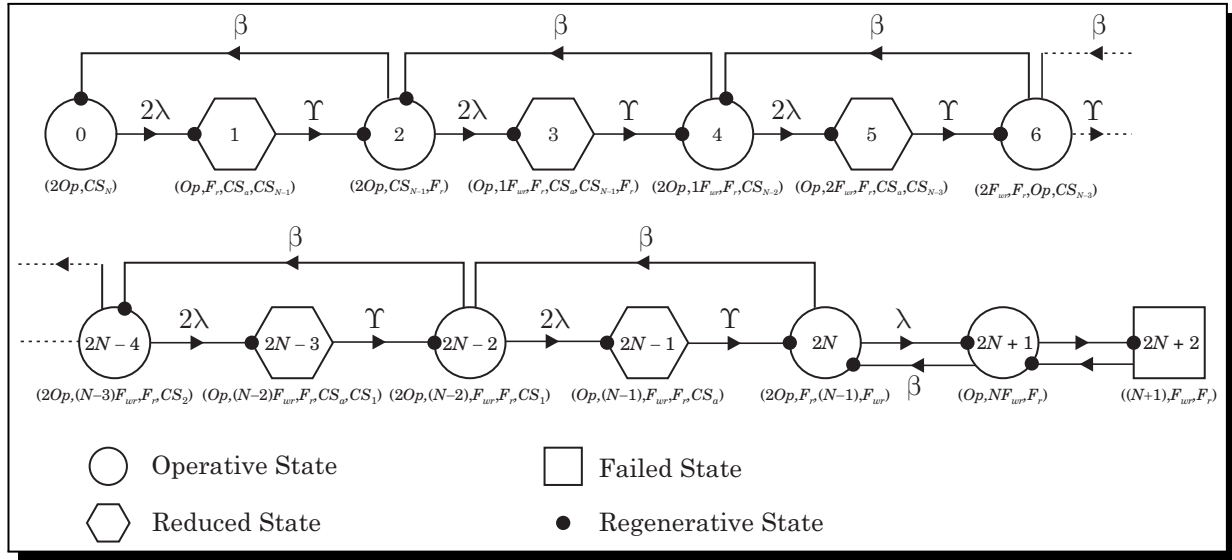 β β β β
2λ ϒ 2λ ϒ 2λ ϒ ϒ
0 1 2 3 4 5 6
(2Op,CS_N) (Op,F_r,CS_a,CS_{N-1}) (2Op,CS_{N-1},F_r) (Op,1F_{wr},F_r,CS_a,CS_{N-1},F_r) (2Op,1F_{wr},F_r,CS_{N-2}) (Op,2F_{wr},F_r,CS_a,CS_{N-3}) (2F_{wr},F_r,Op,CS_{N-3})
β β
2λ ϒ 2λ ϒ λ
2N−4 2N−3 2N−2 2N−1 2N 2N+1 2N+2
β
(2Op,(N−3)F_{wr},F_r,CS_2) (Op,(N−2)F_{wr},F_r,CS_a,CS_1) (2Op,(N−2),F_{wr},F_r,CS_1) (Op,(N−1),F_{wr},F_r,CS_a) (2Op,F_r,(N−1),F_{wr}) (Op,NF_{wr},F_r) ((N+1),F_{wr},F_r)
Operative State Failed State
Reduced State Regenerative State